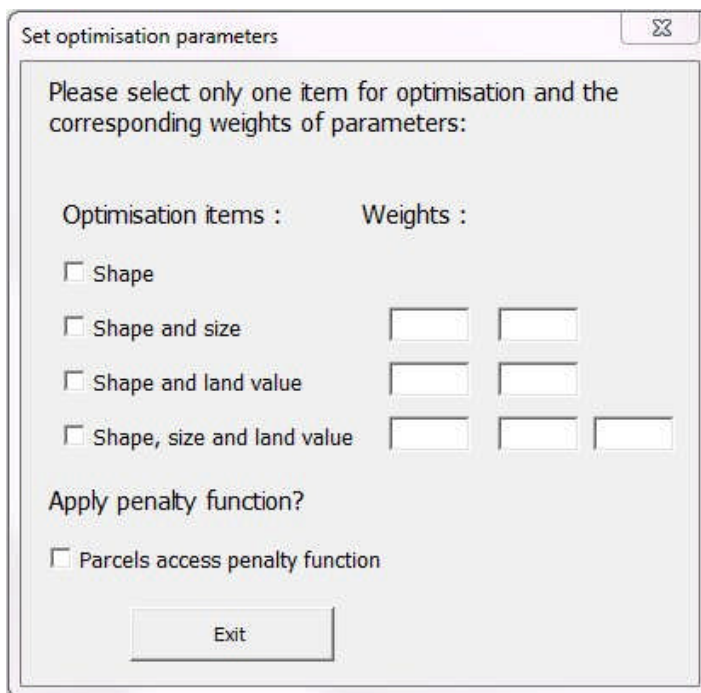 Set optimisation parameters
Please select only one item for optimisation and the
corresponding weights of parameters:
Optimisation items : Weights :
Shape
Shape and size
Shape and land value
Shape, size and land value
Apply penalty function?
Parcels access penalty function
Exit